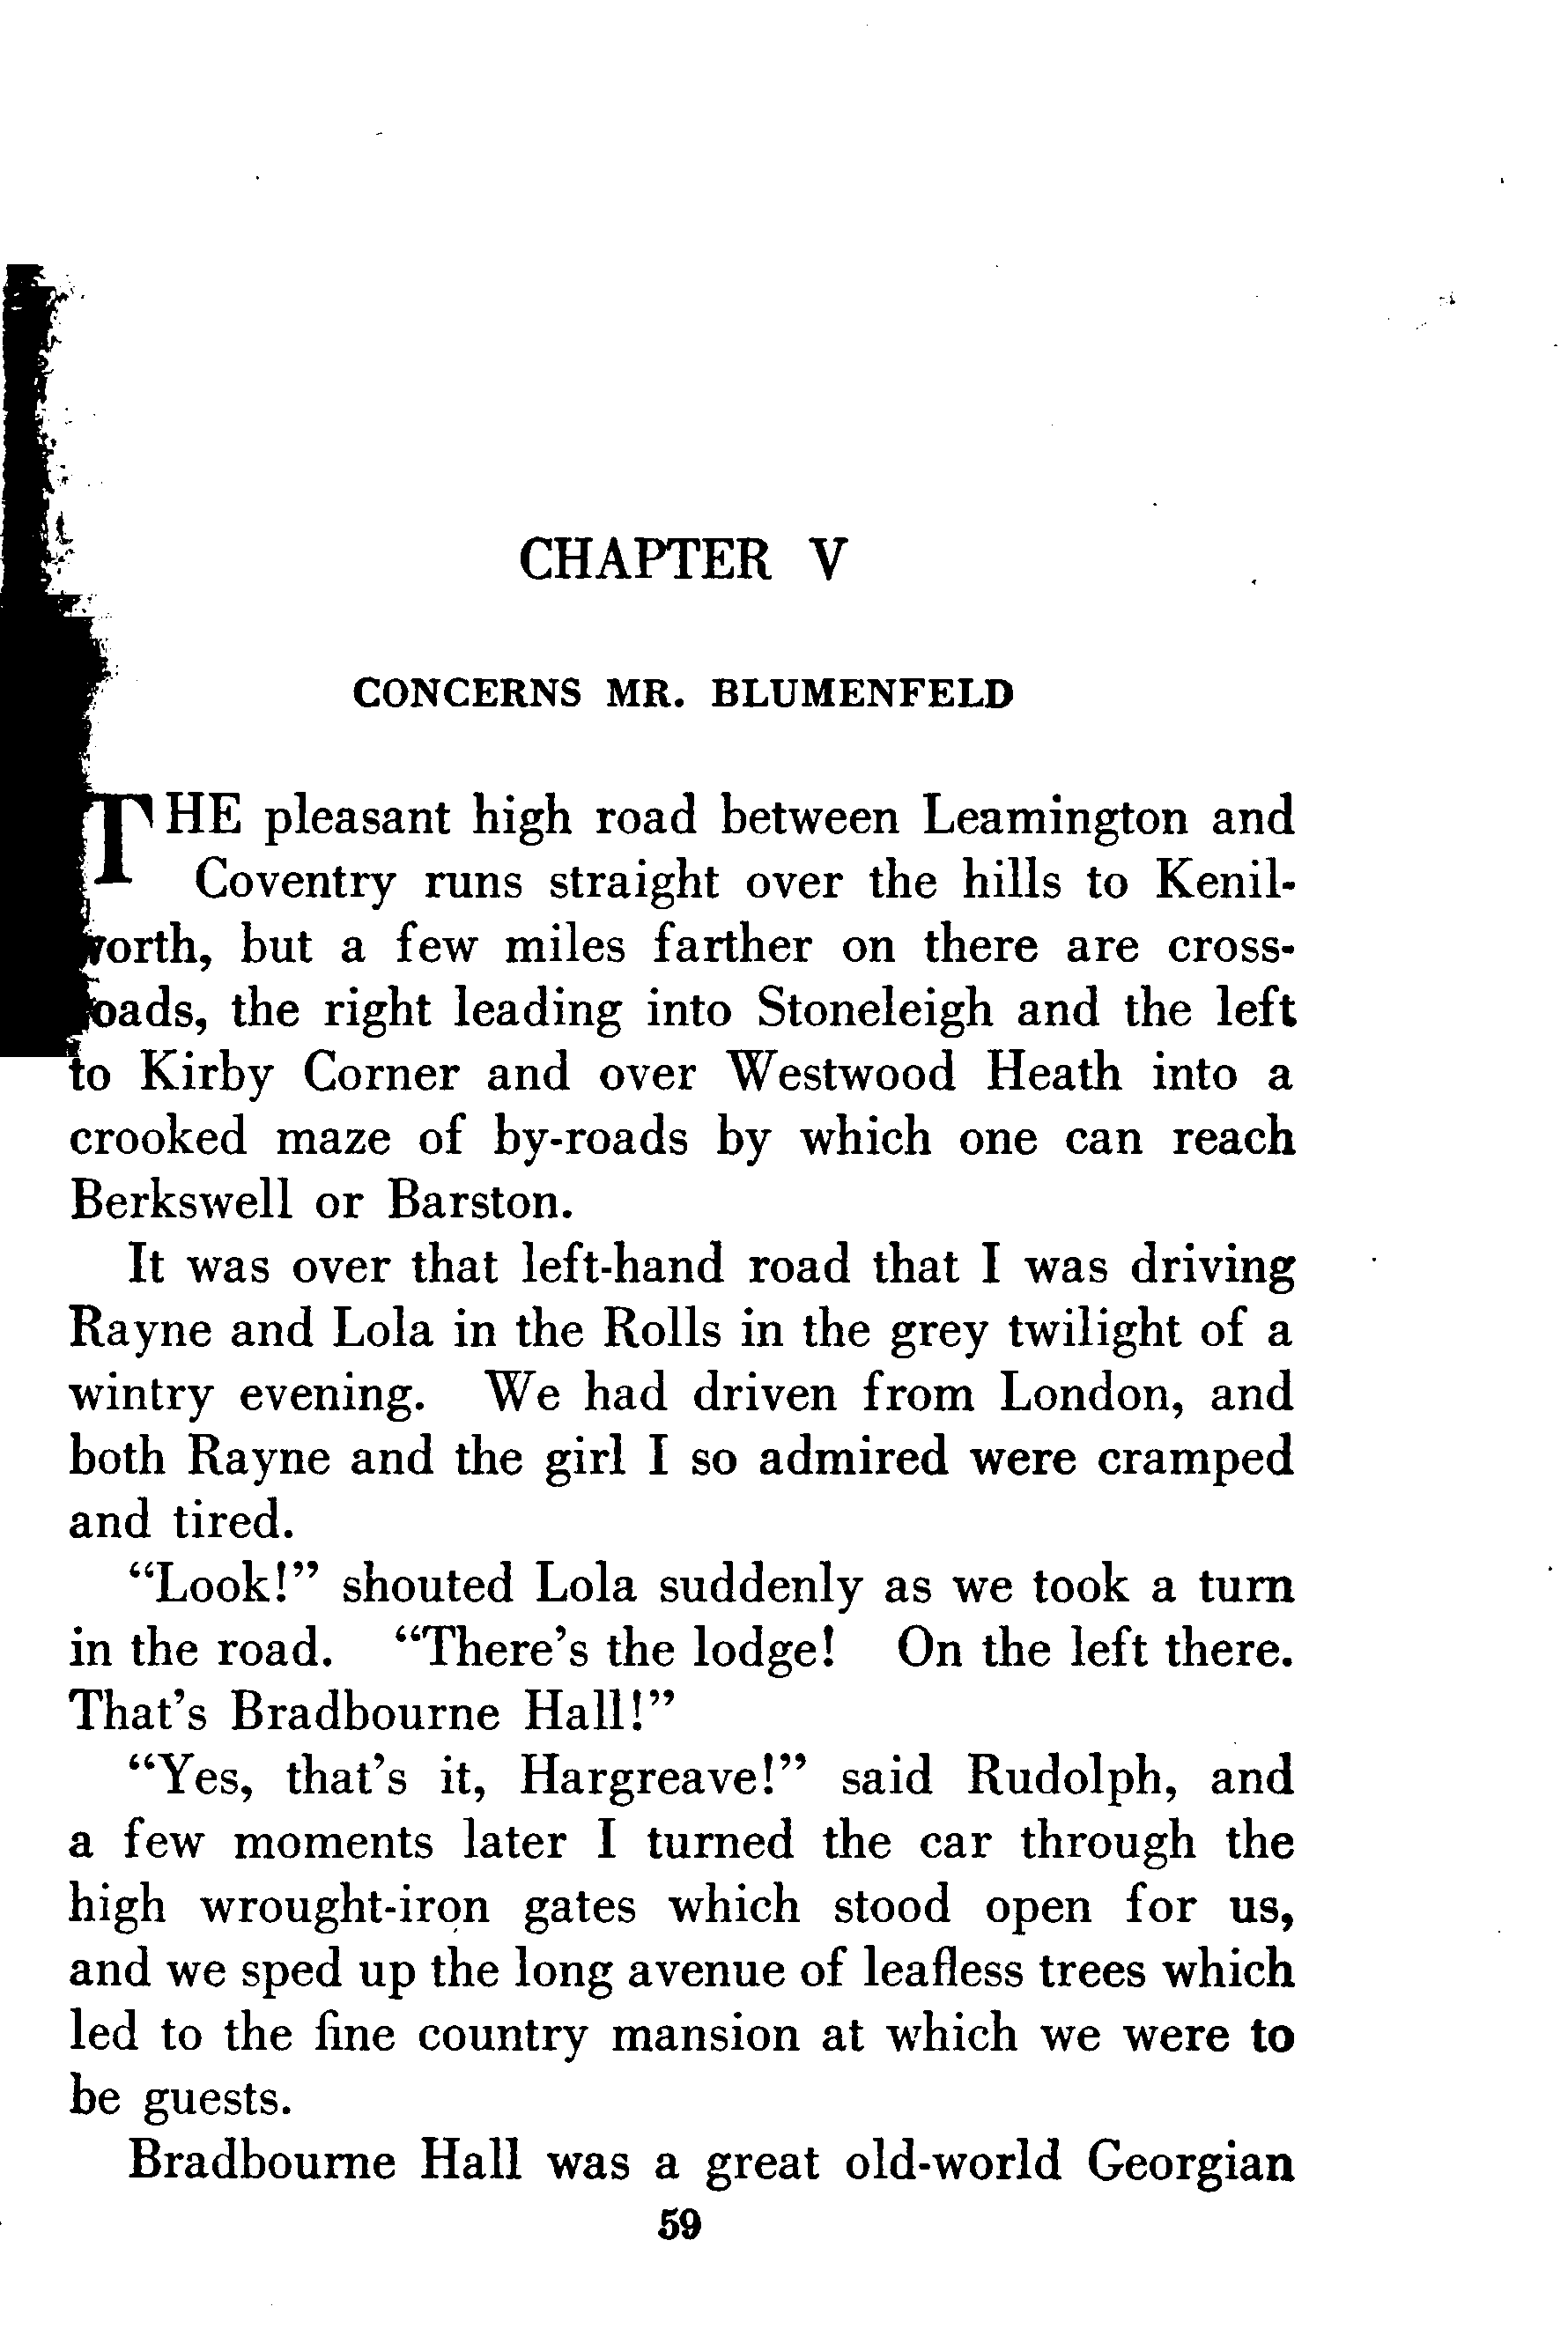 CHAPTER V
CONCERNS MR. BLUMENFELD
THE pleasant high road between Leamington and
Coventry runs straight over the hills to Kenil-
worth, but a few miles farther on there are cross-
roads, the right leading into Stoneleigh and the left
to Kirby Corner and over Westwood Heath into a
crooked maze of by-roads by which one can reach
Berkswell or Barston.
It was over that left-hand road that I was driving
Rayne and Lola in the Rolls in the grey twilight of a
wintry evening. We had driven from London, and
both Rayne and the girl I so admired were cramped
and tired.
“Look!” shouted Lola suddenly as we took a turn
in the road. “There’s the lodge! On the left there.
That’s Bradbourne Hall!”
“Yes, that’s it, Hargreave!” said Rudolph, and
a few moments later I turned the car through the
high wrought-iron gates which stood open for us,
and we sped up the long avenue of leafless trees which
led to the fine country mansion at which we were to
be guests.
Bradbourne Hall was a great old-world Georgian
59